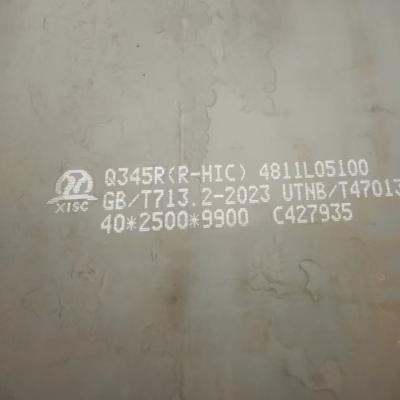 Q345R(R-HIC) 4811L05100
GB/T713.2-2023 UTNB/T47013
40*2500*9900 C427935
XISC